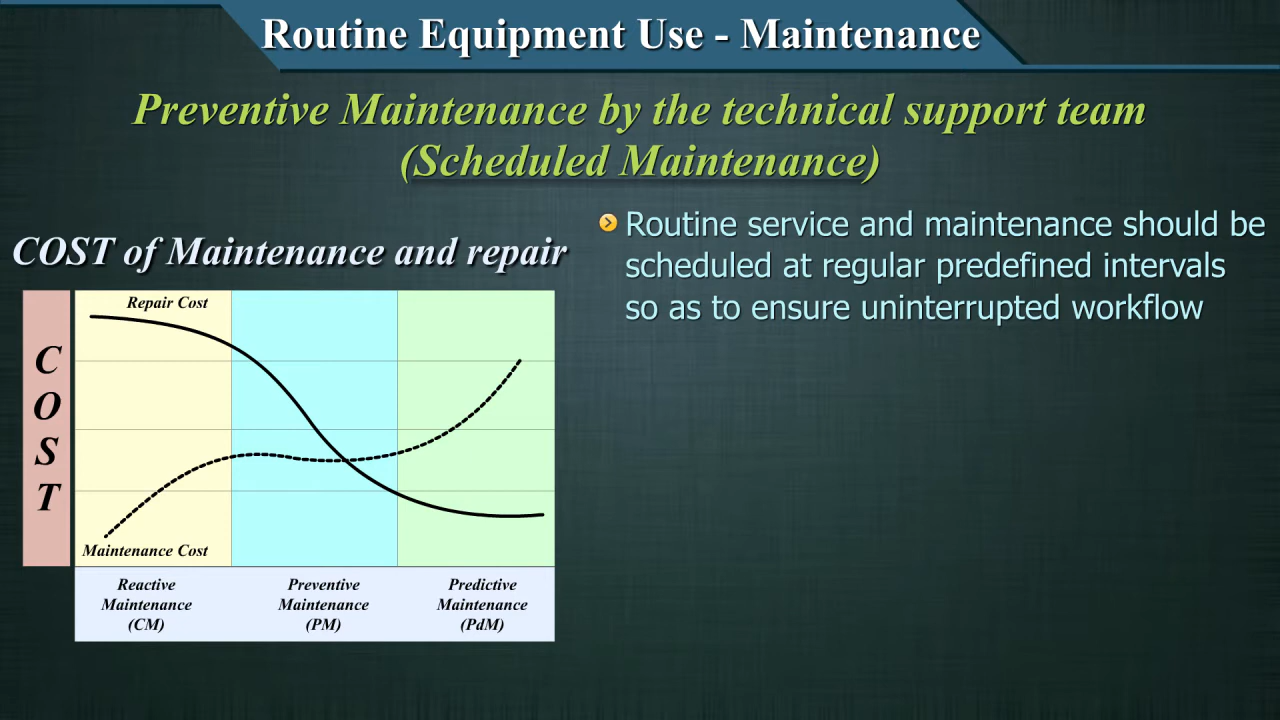 Routine Equipment Use - Maintenance
Preventive Maintenance by the technical support team
(Scheduled Maintenance)
COST of Maintenance and repair
COST
Repair Cost
Maintenance Cost
Reactive
Maintenance
(CM)
Preventive
Maintenance
(PM)
Predictive
Maintenance
(PdM)
Routine service and maintenance should be
scheduled at regular predefined intervals
so as to ensure uninterrupted workflow